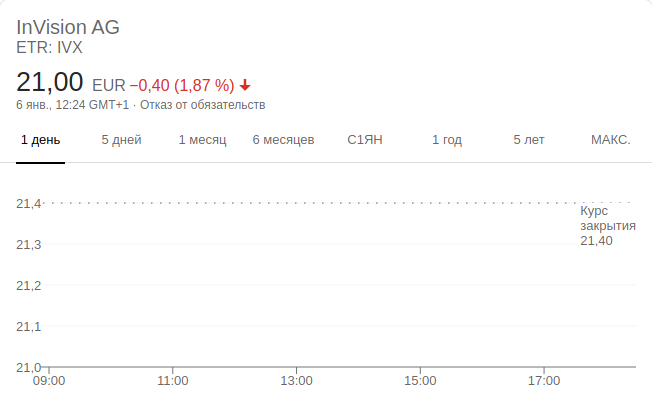 InVision AG
ETR: IVX
21,00 EUR −0,40 (1,87 %)
6 янв., 12:24 GMT+1 · Отказ от обязательств
1 день 5 дней 1 месяц 6 месяцев С1ЯН 1 год 5 лет МАКС.
21,4
Курс
закрытия
21,40
21,3
21,2
21,1
21,0
09:00 11:00 13:00 15:00 17:00